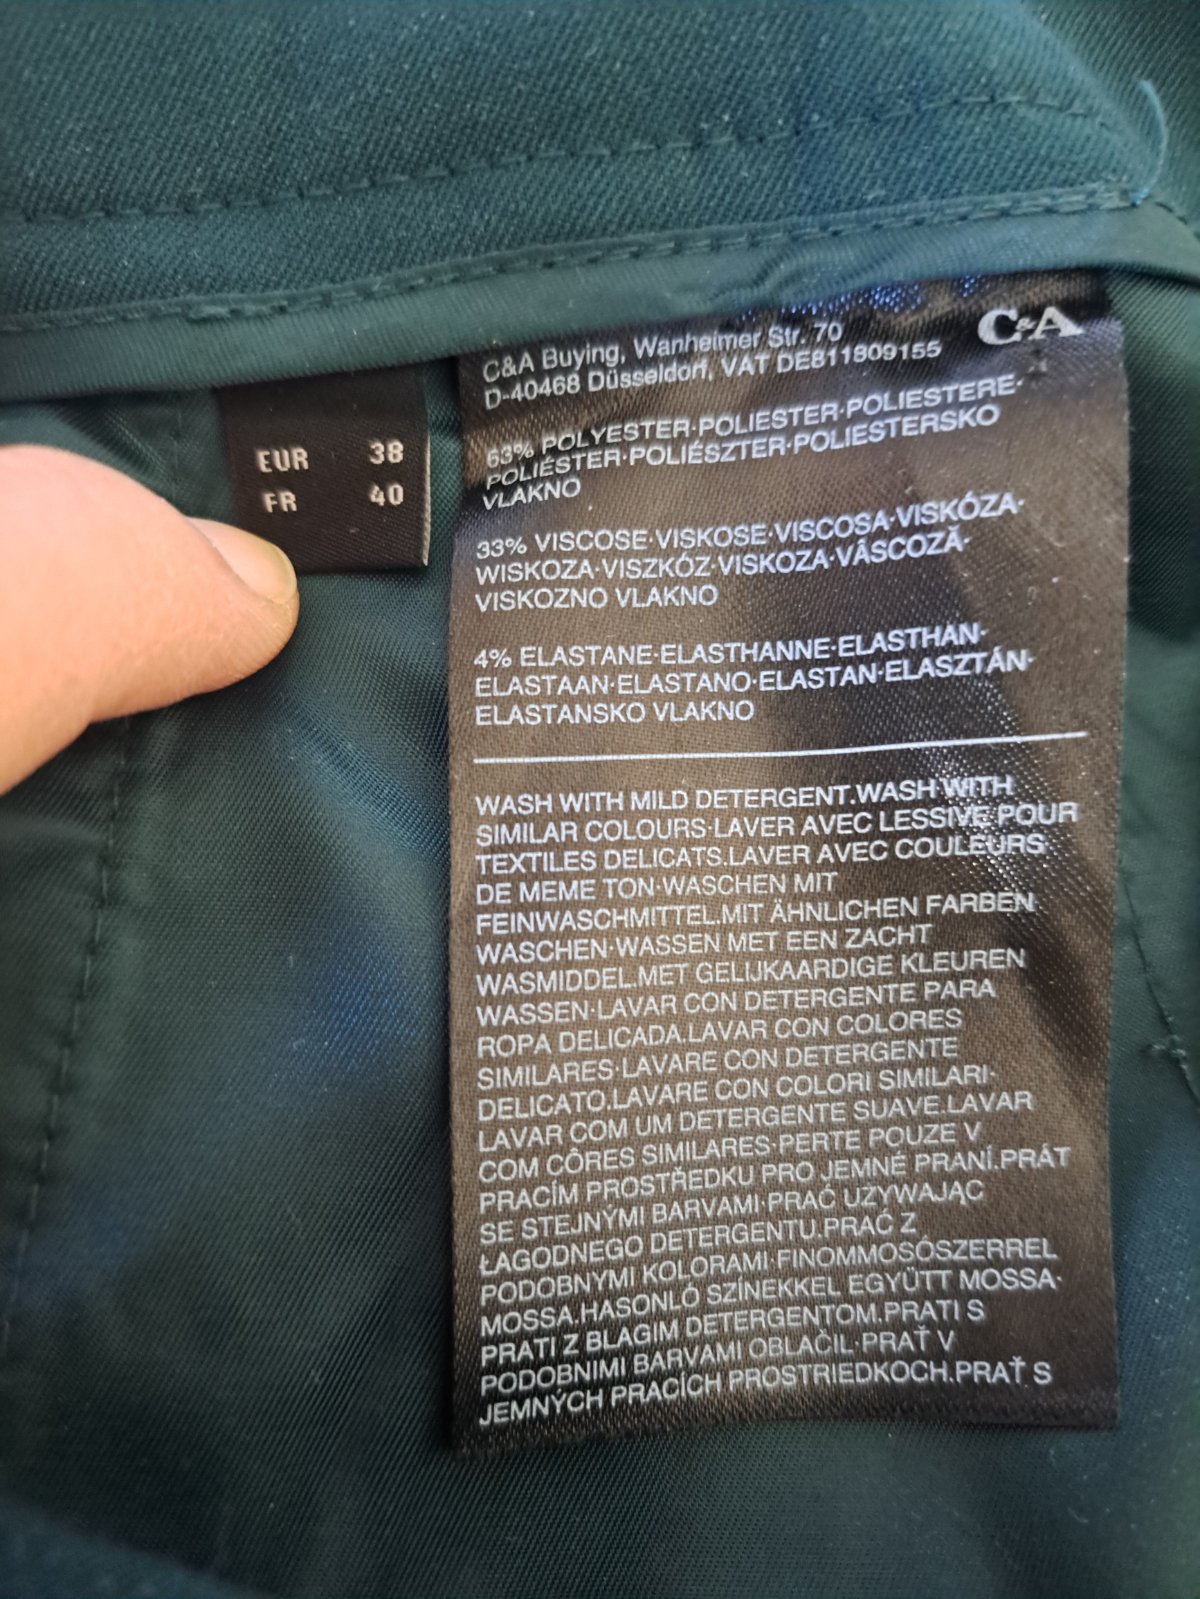 EUR 38
FR 40
C&A
C&A Buying, Wanheimer Str. 70
D-40468 Düsseldorf, VAT DE811809155
63% POLYESTER·POLIESTER·POLIESTERE·
POLIÉSTER·POLIÉSZTER·POLIESTERSKO
VLAKNO
33% VISCOSE·VISKOSE·VISCOSA·VISKÓZA·
WISKOZA·VISZKÓZ·VISKOZA·VÂSCOZĂ·
VISKOZNO VLAKNO
4% ELASTANE·ELASTHANNE·ELASTHAN·
ELASTAAN·ELASTANO·ELASTAN·ELASZTÁN·
ELASTANSKO VLAKNO
WASH WITH MILD DETERGENT.WASH WITH
SIMILAR COLOURS·LAVER AVEC LESSIVE POUR
TEXTILES DELICATS.LAVER AVEC COULEURS
DE MEME TON·WASCHEN MIT
FEINWASCHMITTEL.MIT ÄHNLICHEN FARBEN
WASCHEN·WASSEN MET EEN ZACHT
WASMIDDEL.MET GELIJKAARDIGE KLEUREN
WASSEN·LAVAR CON DETERGENTE PARA
ROPA DELICADA.LAVAR CON COLORES
SIMILARES·LAVARE CON DETERGENTE
DELICATO.LAVARE CON COLORI SIMILARI·
LAVAR COM UM DETERGENTE SUAVE.LAVAR
COM CÔRES SIMILARES·PERTE POUZE V
PRACÍM PROSTŘEDKU PRO JEMNÉ PRANÍ.PRÁT
SE STEJNÝMI BARVAMI·PRAĆ UZYWAJĄC
ŁAGODNEGO DETERGENTU.PRAĆ Z
PODOBNYMI KOLORAMI·FINOMMOSÓSZERREL
MOSSA.HASONLÓ SZÍNEKKEL EGYÜTT MOSSA·
PRATI Z BLAGIM DETERGENTOM.PRATI S
PODOBNIMI BARVAMI OBLAČIL·PRAŤ V
JEMNÝCH PRACÍCH PROSTRIEDKOCH.PRAŤ S